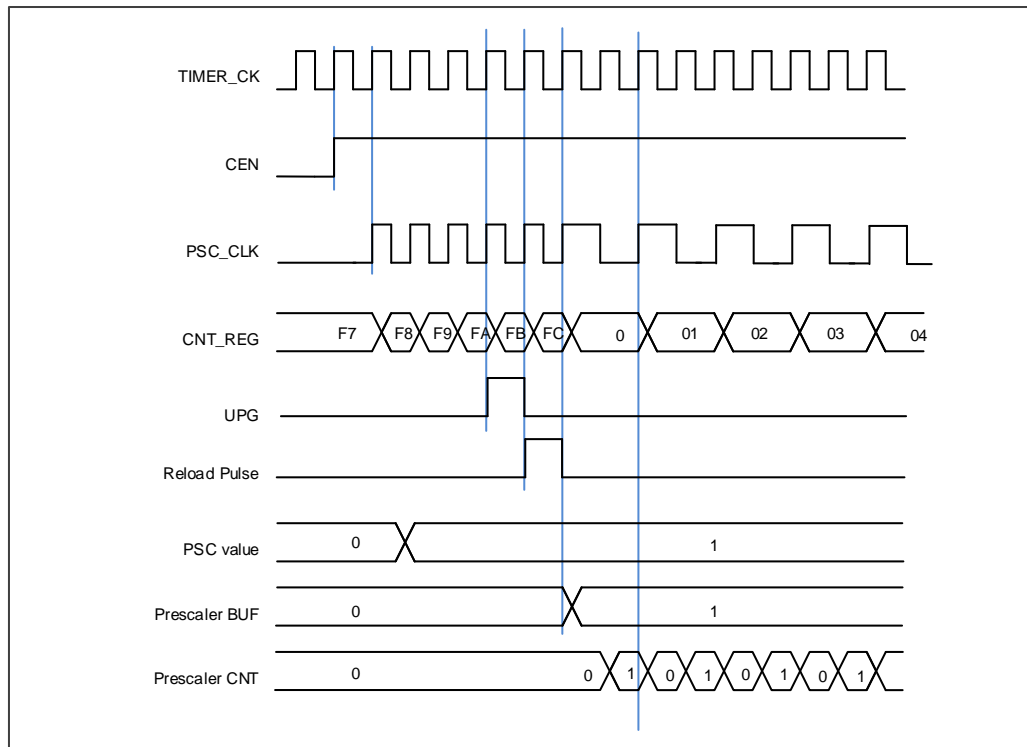 TIMER_CK
CEN
PSC_CLK
CNT_REG F7 F8 F9 FA FB FC 0 01 02 03 04
UPG
Reload Pulse
PSC value 0 1
Prescaler BUF 0 1
Prescaler CNT 0 0 1 0 1 0 1 0 1